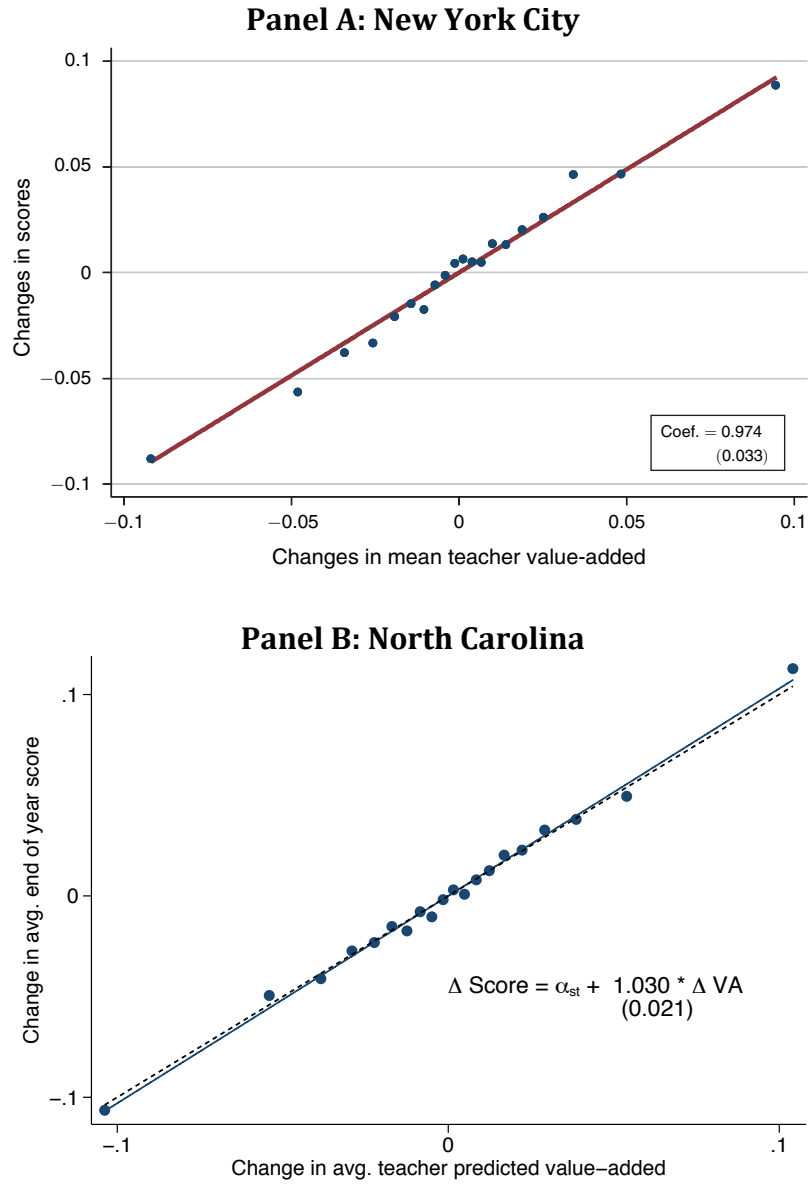 Panel A: New York City
0.1
0.05
0
−0.05
−0.1
Changes in scores
Coef. = 0.974
(0.033)
−0.1
−0.05
0
0.05
0.1
Changes in mean teacher value-added
Panel B: North Carolina
.1
0
−.1
Change in avg. end of year score
Δ Score = αst + 1.030 * Δ VA
(0.021)
−.1
0
.1
Change in avg. teacher predicted value−added